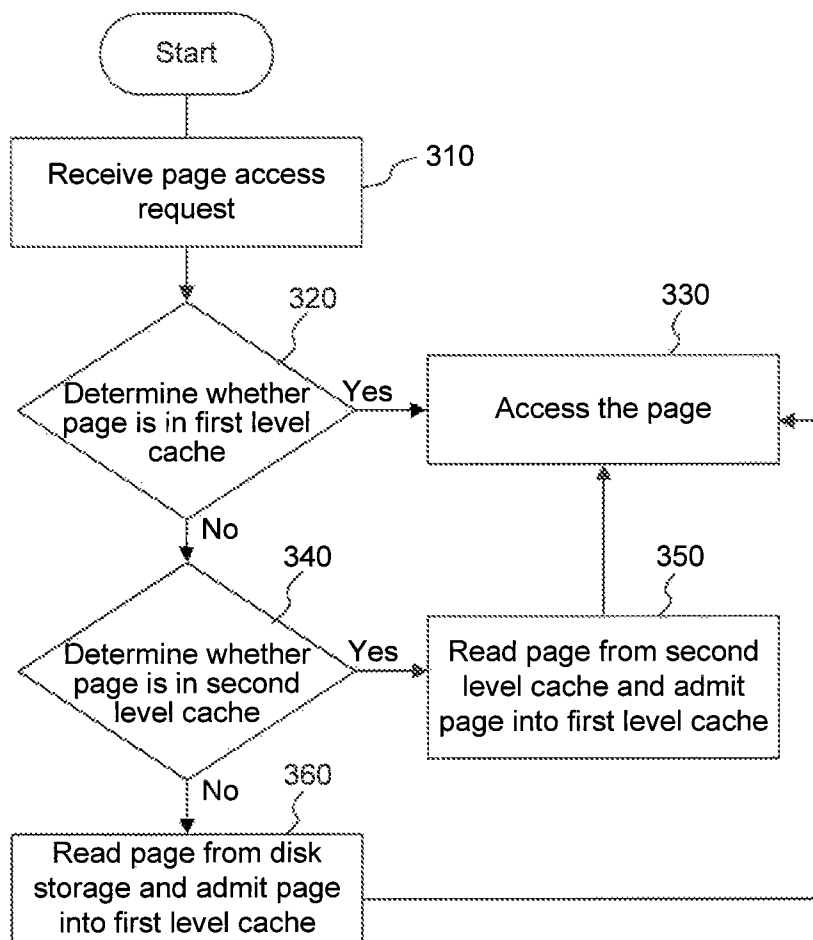 Start
310
Receive page access
request
320
330
Determine whether
page is in first level
cache
Yes
Access the page
No
340
350
Determine whether
page is in second
level cache
Yes
Read page from second
level cache and admit
page into first level cache
No
360
Read page from disk
storage and admit page
into first level cache